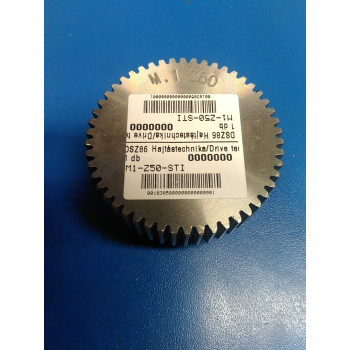 M.1 Z50
M1-Z50-STI
1 db 0000000
DSZ86 Hajtástechnika/Drive t
DSZ86 Hajtástechnika/Drive te
1 db 0000000
M1-Z50-STI